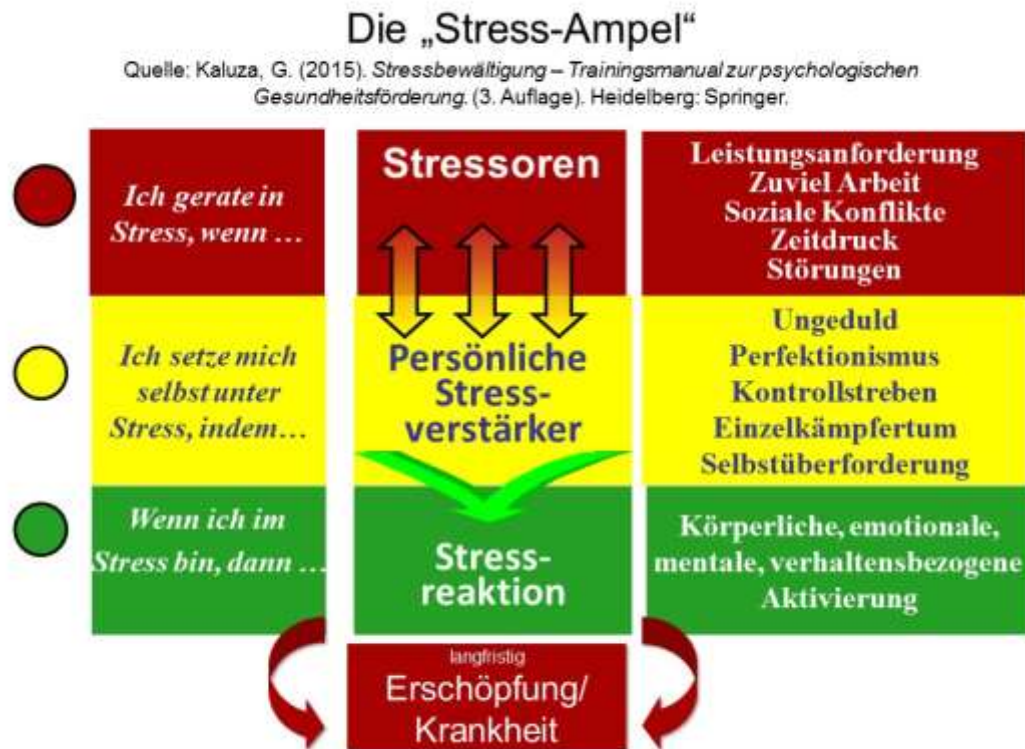 Die „Stress-Ampel“
Quelle: Kaluza, G. (2015). Stressbewältigung – Trainingsmanual zur psychologischen
Gesundheitsförderung. (3. Auflage). Heidelberg: Springer.
Ich gerate in
Stress, wenn …
Stressoren
Leistungsanforderung
Zuviel Arbeit
Soziale Konflikte
Zeitdruck
Störungen
Ich setze mich
selbst unter
Stress, indem…
Persönliche
Stress-
verstärker
Ungeduld
Perfektionismus
Kontrollstreben
Einzelkämpfertum
Selbstüberforderung
Wenn ich im
Stress bin, dann …
Stress-
reaktion
Körperliche, emotionale,
mentale, verhaltensbezogene
Aktivierung
langfristig
Erschöpfung/
Krankheit